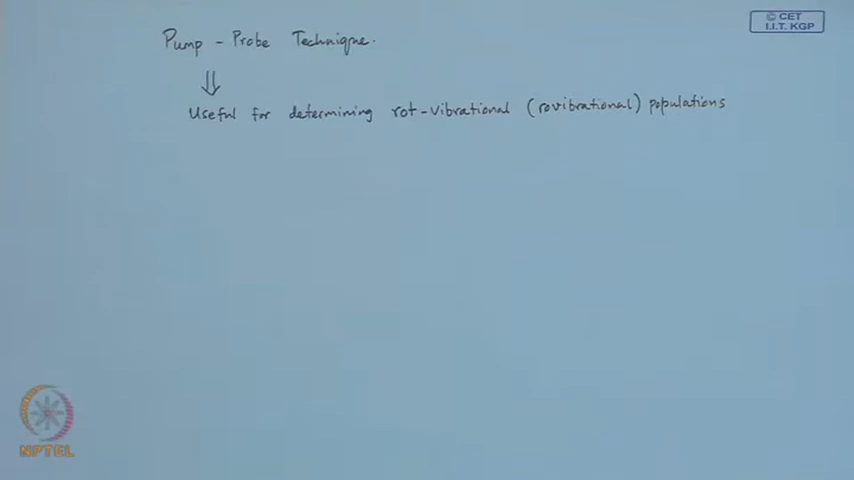 © CET
I.I.T. KGP
Pump - Probe Technique.
Useful for determining rot-vibrational (rovibrational) populations
NPTEL